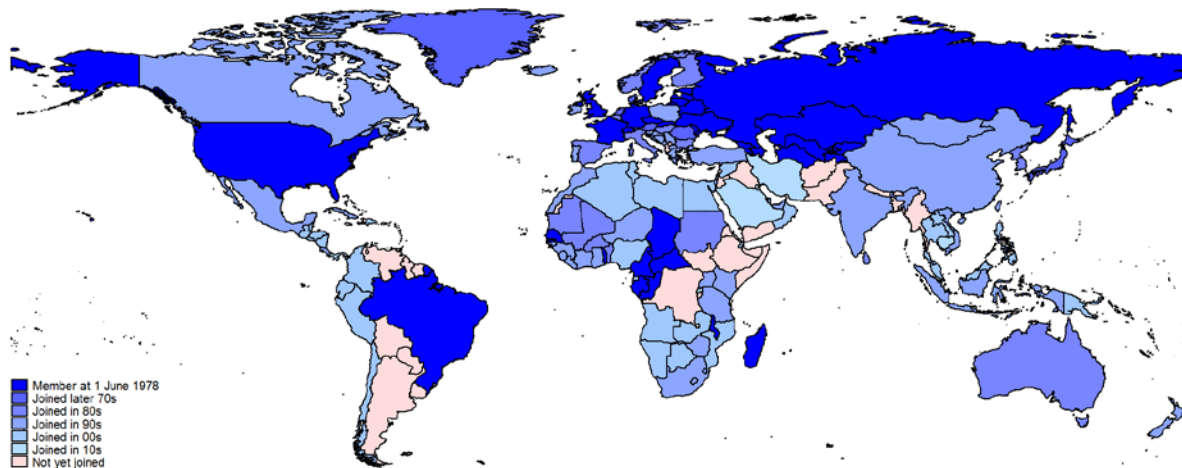 Member at 1 June 1978
Joined later 70s
Joined in 80s
Joined in 90s
Joined in 00s
Joined in 10s
Not yet joined